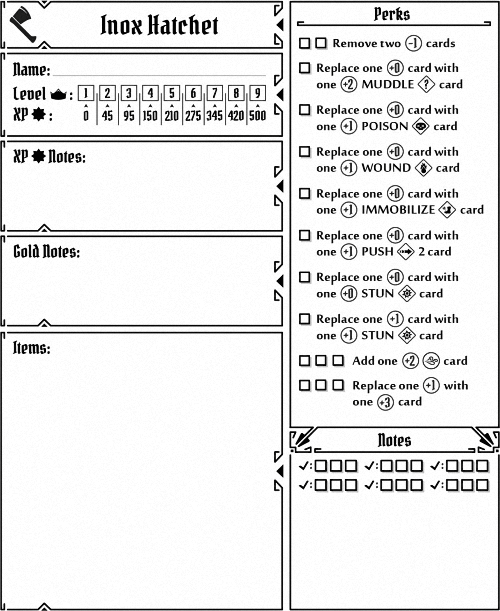 Inox Hatchet
Name:
Level : 1 2 3 4 5 6 7 8 9
XP : 0 45 95 150 210 275 345 420 500
XP Notes:
Gold Notes:
Items:
Perks
Remove two -1 cards
Replace one +0 card with
one +2 MUDDLE ? card
Replace one +0 card with
one +1 POISON card
Replace one +0 card with
one +1 WOUND card
Replace one +0 card with
one +1 IMMOBILIZE card
Replace one +0 card with
one +1 PUSH 2 card
Replace one +0 card with
one +0 STUN card
Replace one +1 card with
one +1 STUN card
Add one +2 card
Replace one +1 with
one +3 card
Notes
✓: ✓: ✓:
✓: ✓: ✓: